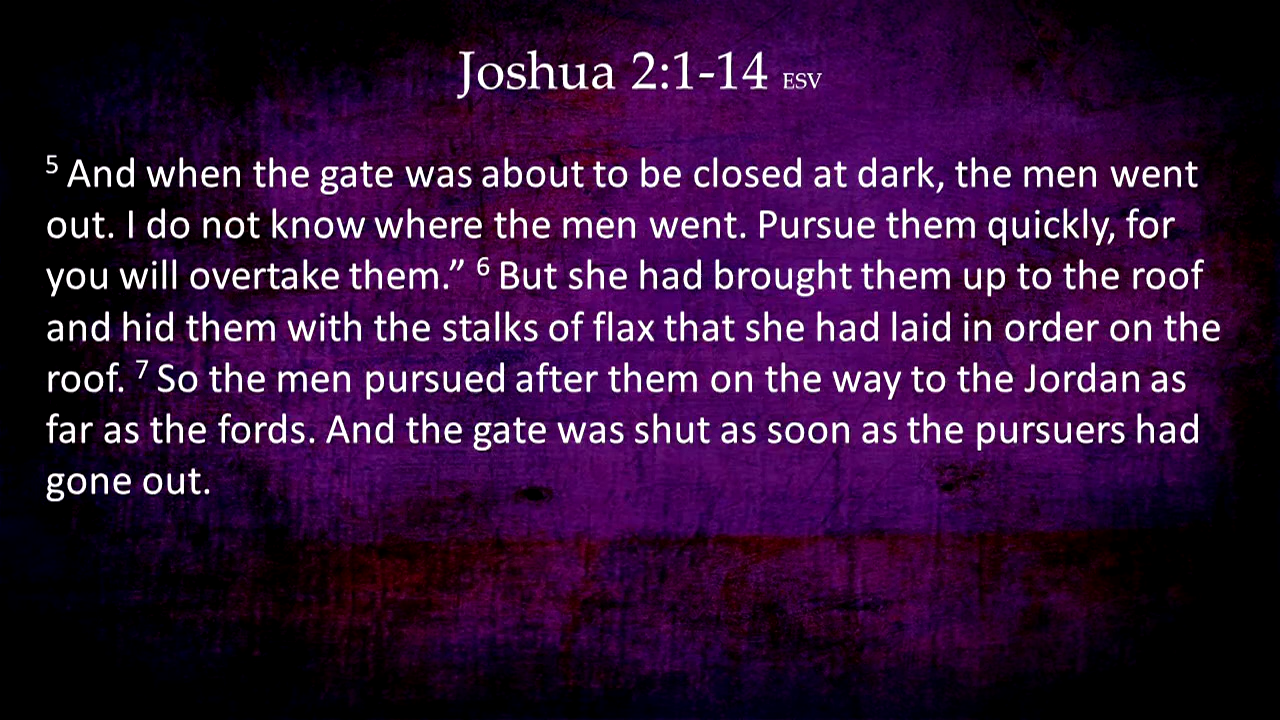 Joshua 2:1-14 ESV
5 And when the gate was about to be closed at dark, the men went
out. I do not know where the men went. Pursue them quickly, for
you will overtake them.” 6 But she had brought them up to the roof
and hid them with the stalks of flax that she had laid in order on the
roof. 7 So the men pursued after them on the way to the Jordan as
far as the fords. And the gate was shut as soon as the pursuers had
gone out.